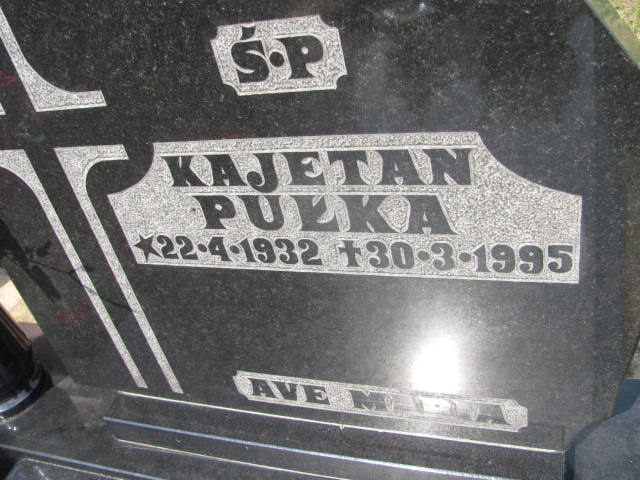 Ś·P
KAJETAN
PUŁKA
★22·4·1932 ✝30·3·1995
AVE MARIA